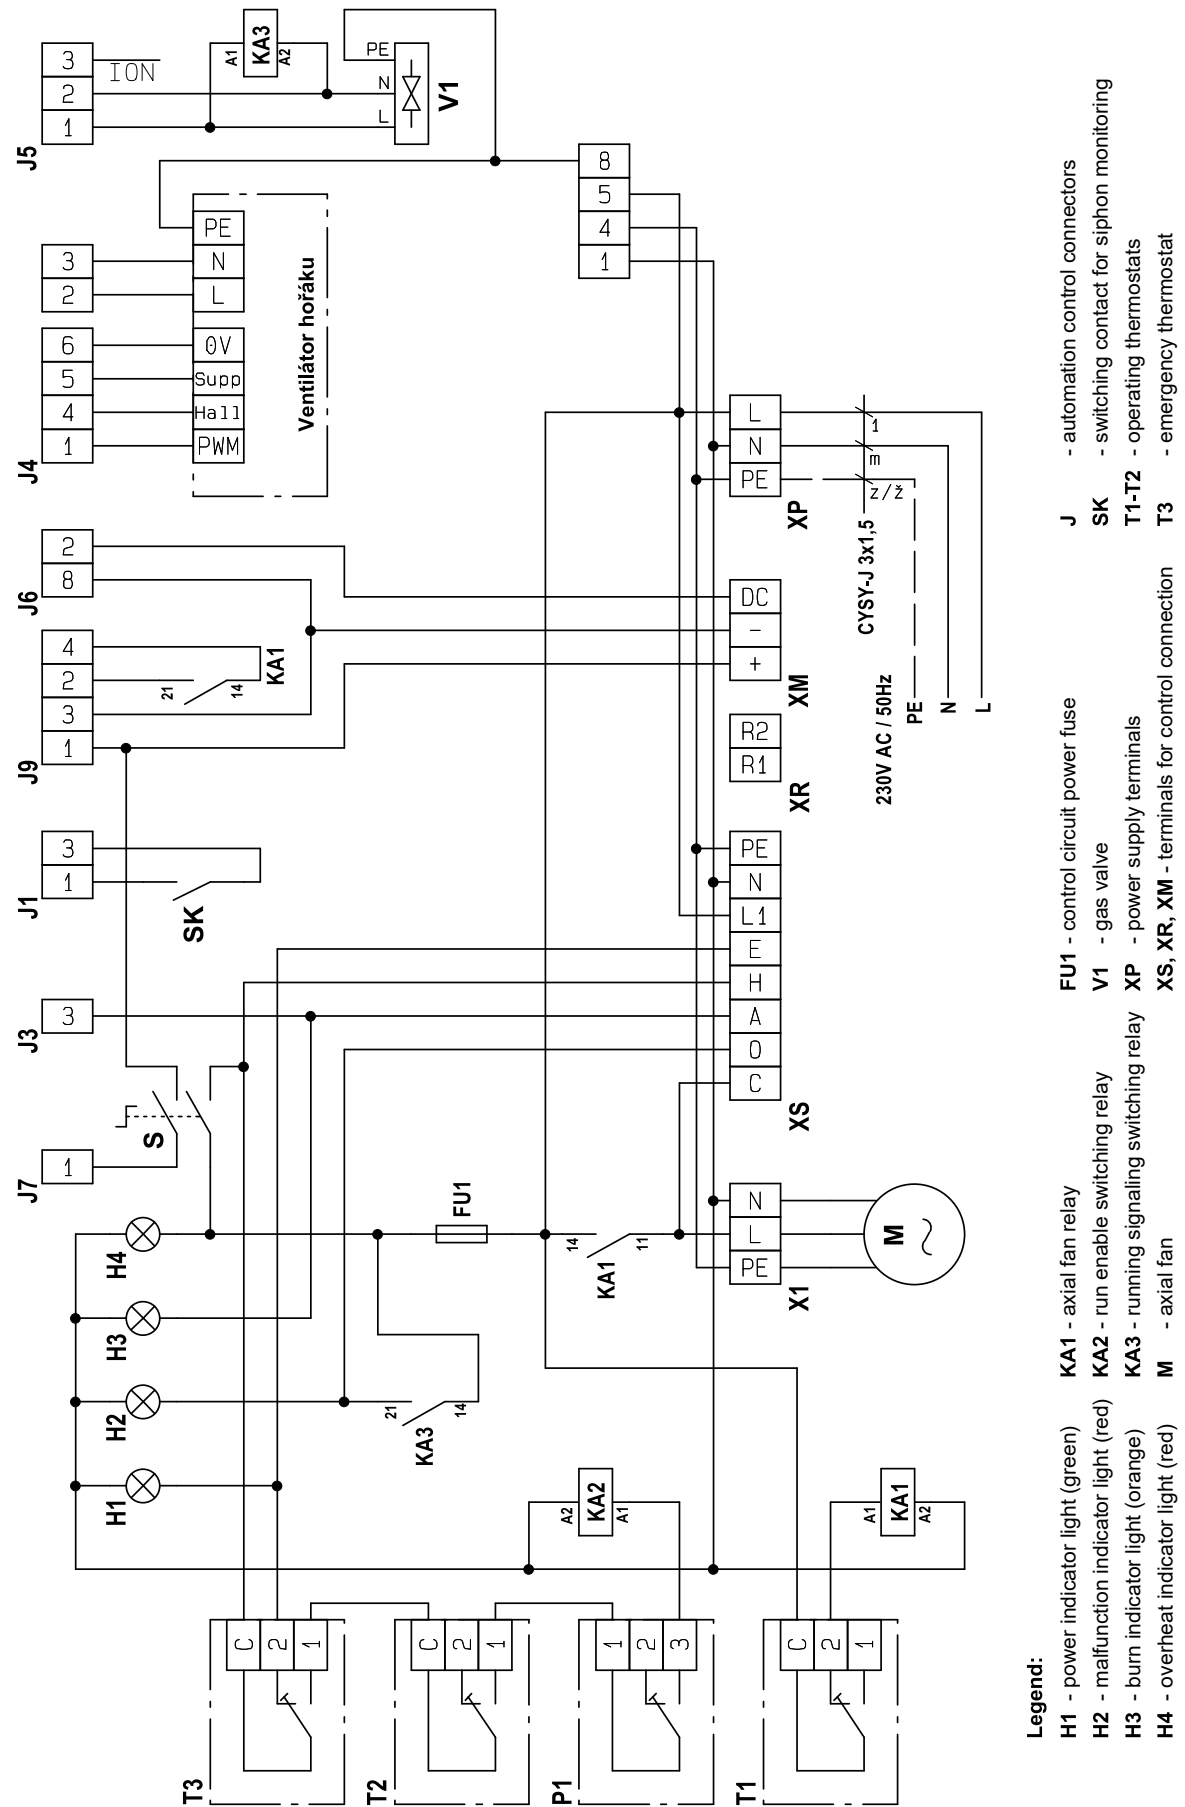 J5
3
2
1
ION
A1
KA3
A2
PE
N
L
V1
8
5
4
1
J4
3
2
6
5
4
1
PE
N
L
0V
Supp
Hall
PWM
Ventilátor hořáku
L
N
PE
XP
1
m
z/ž
CYSY-J 3x1,5
230V AC / 50Hz
PE
N
L
J6
2
8
DC
-
+
XM
J9
4
2
3
1
21
14
KA1
R2
R1
XR
J1
3
1
SK
J3
3
PE
N
L1
E
H
A
O
C
XS
J7
1
S
H4
H3
H2
H1
FU1
14
11
KA1
21
14
KA3
N
L
PE
X1
M
A2
KA2
A1
A1
KA1
A2
T3
C
2
1
T2
C
2
1
P1
1
2
3
T1
C
2
1
Legend:
H1 - power indicator light (green)
H2 - malfunction indicator light (red)
H3 - burn indicator light (orange)
H4 - overheat indicator light (red)
KA1 - axial fan relay
KA2 - run enable switching relay
KA3 - running signaling switching relay
M - axial fan
FU1 - control circuit power fuse
V1 - gas valve
XP - power supply terminals
XS, XR, XM - terminals for control connection
J - automation control connectors
SK - switching contact for siphon monitoring
T1-T2 - operating thermostats
T3 - emergency thermostat